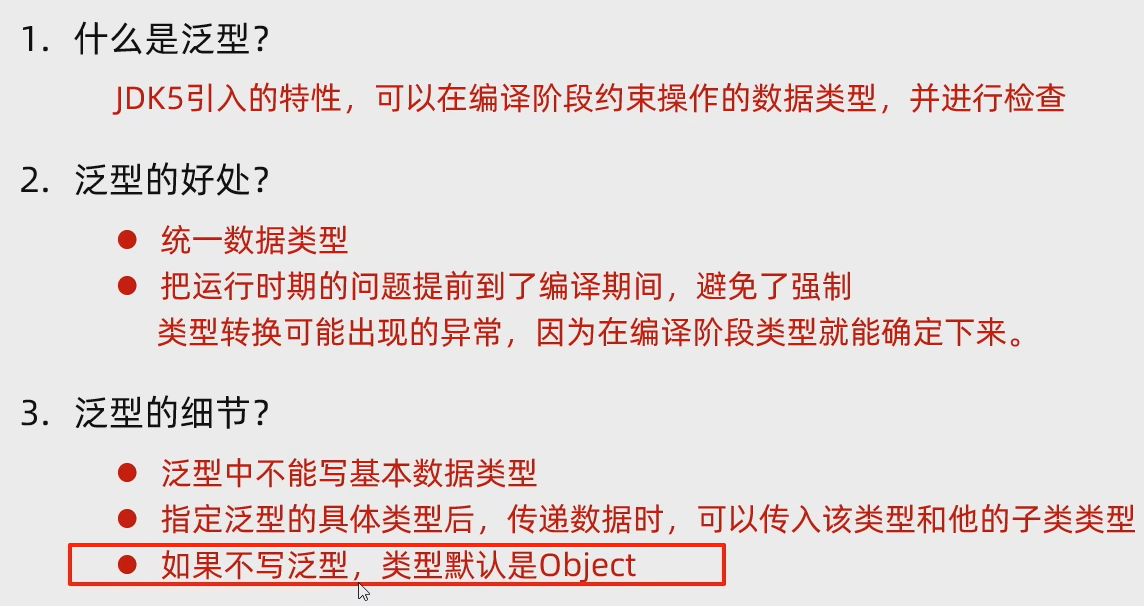 1. 什么是泛型？
JDK5引入的特性，可以在编译阶段约束操作的数据类型，并进行检查
2. 泛型的好处？
● 统一数据类型
● 把运行时期的问题提前到了编译期间，避免了强制
类型转换可能出现的异常，因为在编译阶段类型就能确定下来。
3. 泛型的细节？
● 泛型中不能写基本数据类型
● 指定泛型的具体类型后，传递数据时，可以传入该类型和他的子类类型
● 如果不写泛型，类型默认是Object